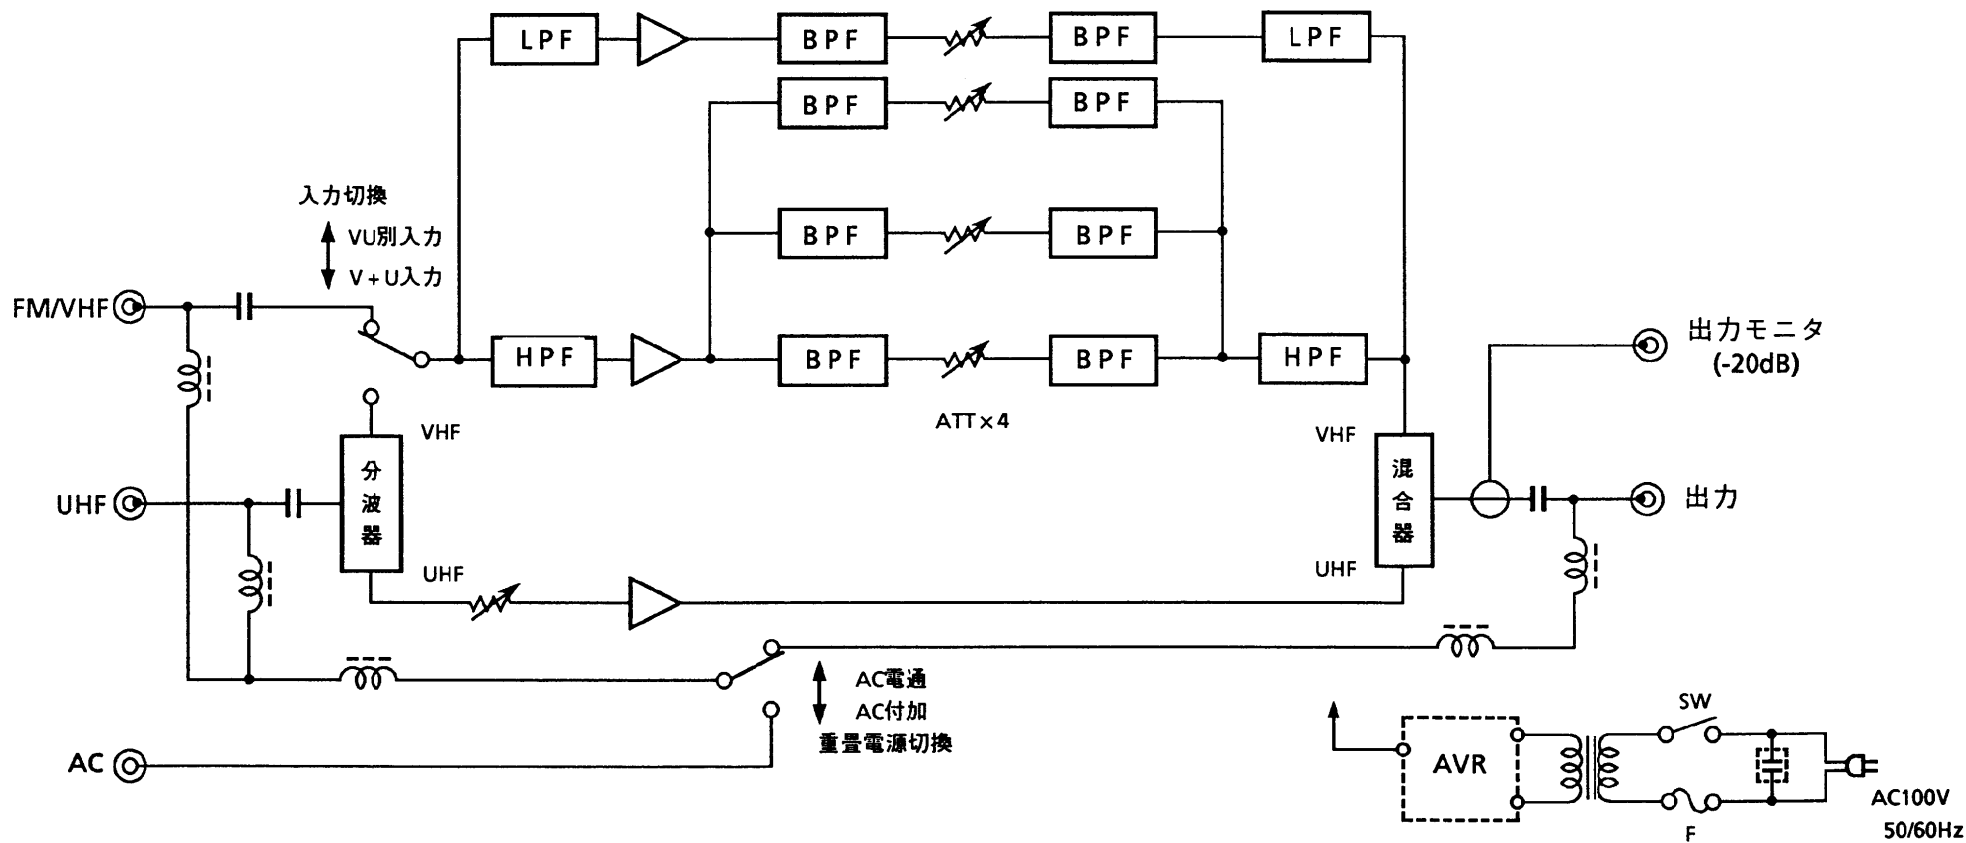 LPF
BPF
BPF
LPF
BPF
BPF
入力切換
VU別入力
V+U入力
BPF
BPF
FM/VHF
HPF
BPF
BPF
HPF
出力モニタ
(-20dB)
ATT×4
VHF
VHF
分波器
混合器
UHF
出力
UHF
UHF
AC電通
AC付加
重畳電源切換
AC
SW
AVR
F
AC100V
50/60Hz